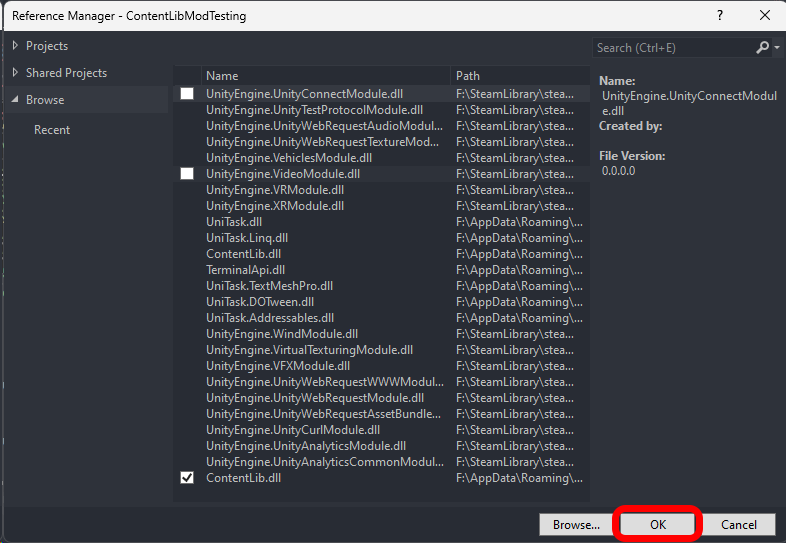 Reference Manager - ContentLibModTesting
?
Projects
Shared Projects
Browse
Recent
Search (Ctrl+E)
Name Path
UnityEngine.UnityConnectModule.dll F:\SteamLibrary\stea...
UnityEngine.UnityTestProtocolModule.dll F:\SteamLibrary\stea...
UnityEngine.UnityWebRequestAudioModul... F:\SteamLibrary\stea...
UnityEngine.UnityWebRequestTextureMod... F:\SteamLibrary\stea...
UnityEngine.VehiclesModule.dll F:\SteamLibrary\stea...
UnityEngine.VideoModule.dll F:\SteamLibrary\stea...
UnityEngine.VRModule.dll F:\SteamLibrary\stea...
UnityEngine.XRModule.dll F:\SteamLibrary\stea...
UniTask.dll F:\AppData\Roaming\...
UniTask.Linq.dll F:\AppData\Roaming\...
ContentLib.dll F:\AppData\Roaming\...
TerminalApi.dll F:\AppData\Roaming\...
UniTask.TextMeshPro.dll F:\AppData\Roaming\...
UniTask.DOTween.dll F:\AppData\Roaming\...
UniTask.Addressables.dll F:\AppData\Roaming\...
UnityEngine.WindModule.dll F:\SteamLibrary\stea...
UnityEngine.VirtualTexturingModule.dll F:\SteamLibrary\stea...
UnityEngine.VFXModule.dll F:\SteamLibrary\stea...
UnityEngine.UnityWebRequestWWWModul... F:\SteamLibrary\stea...
UnityEngine.UnityWebRequestModule.dll F:\SteamLibrary\stea...
UnityEngine.UnityWebRequestAssetBundle... F:\SteamLibrary\stea...
UnityEngine.UnityCurlModule.dll F:\SteamLibrary\stea...
UnityEngine.UnityAnalyticsModule.dll F:\SteamLibrary\stea...
UnityEngine.UnityAnalyticsCommonModul... F:\SteamLibrary\stea...
ContentLib.dll F:\AppData\Roaming\...
Name:
UnityEngine.UnityConnectModul
e.dll
Created by:
File Version:
0.0.0.0
Browse... OK Cancel